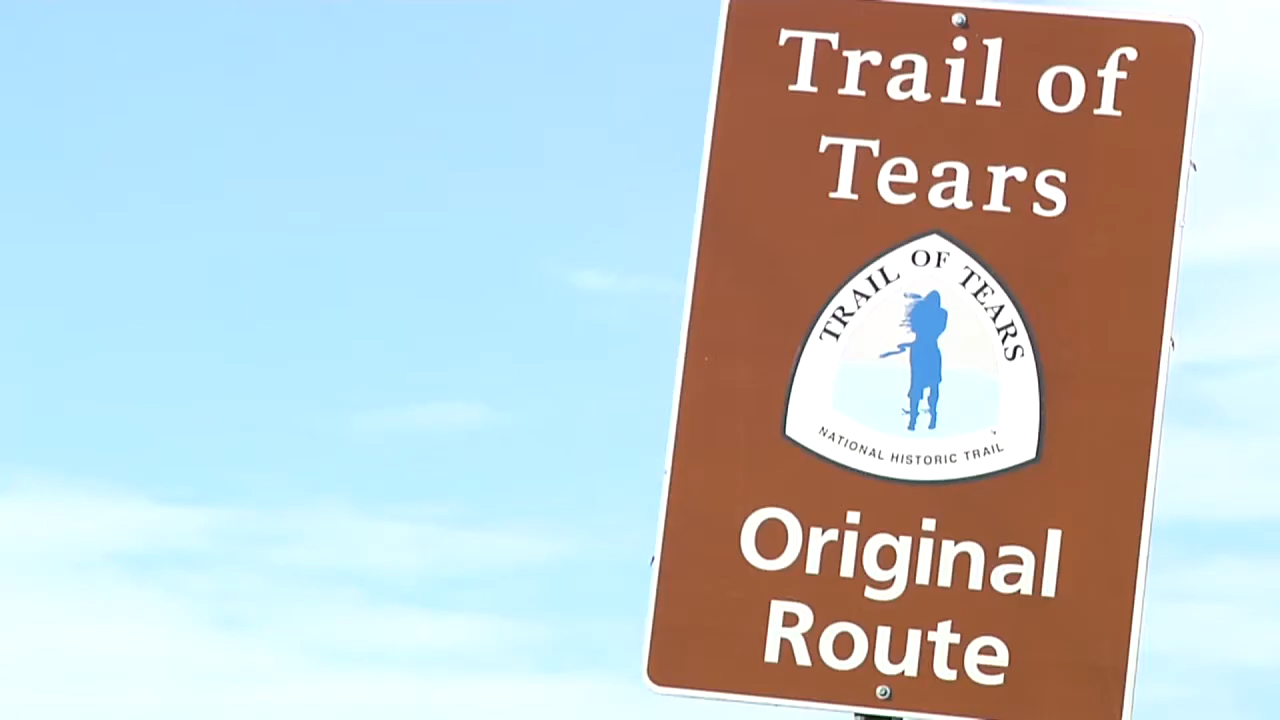 Trail of
Tears
TRAIL OF TEARS
NATIONAL HISTORIC TRAIL
Original
Route